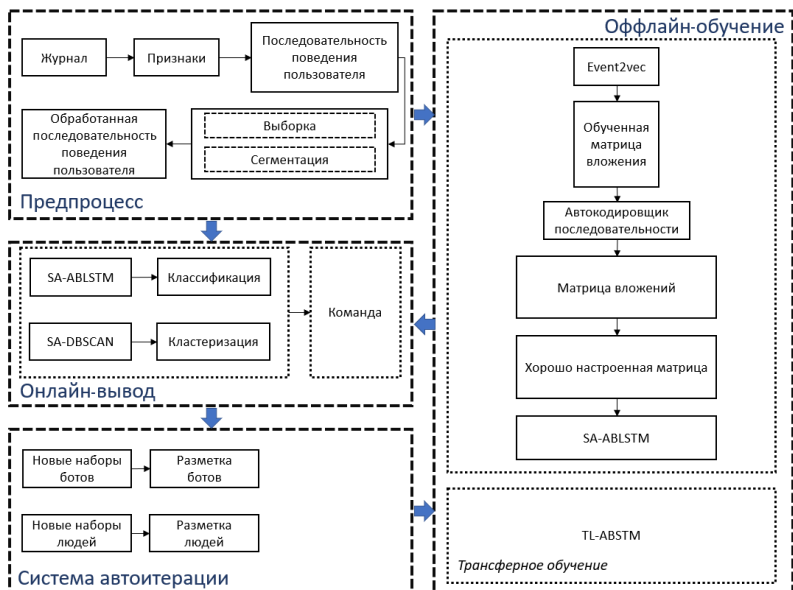 Журнал
Признаки
Последовательность
поведения
пользователя
Обработанная
последовательность
поведения
пользователя
Выборка
Сегментация
Предпроцесс
SA-ABLSTM
Классификация
SA-DBSCAN
Кластеризация
Команда
Онлайн-вывод
Новые наборы
ботов
Разметка
ботов
Новые наборы
людей
Разметка
людей
Система автоитерации
Оффлайн-обучение
Event2vec
Обученная
матрица
вложения
Автокодировщик
последовательности
Матрица вложений
Хорошо настроенная матрица
SA-ABLSTM
TL-ABSTM
Трансферное обучение